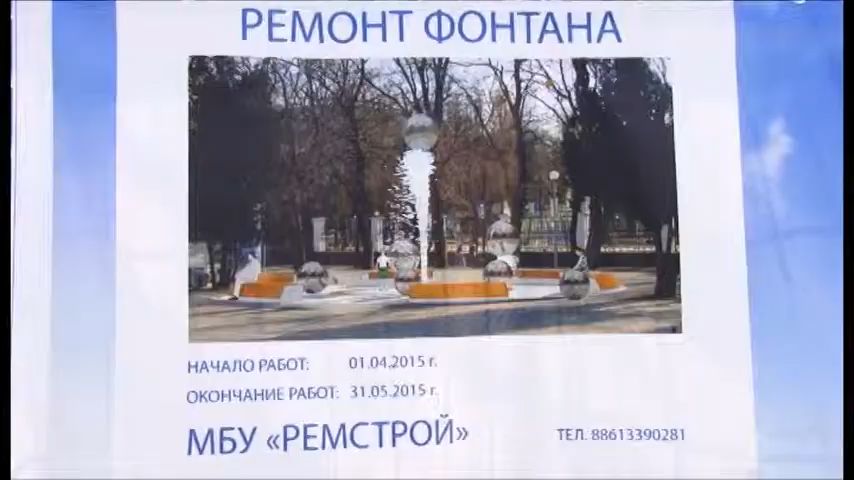 РЕМОНТ ФОНТАНА
НАЧАЛО РАБОТ: 01.04.2015 г.
ОКОНЧАНИЕ РАБОТ: 31.05.2015 г.
МБУ «РЕМСТРОЙ» ТЕЛ. 88613390281